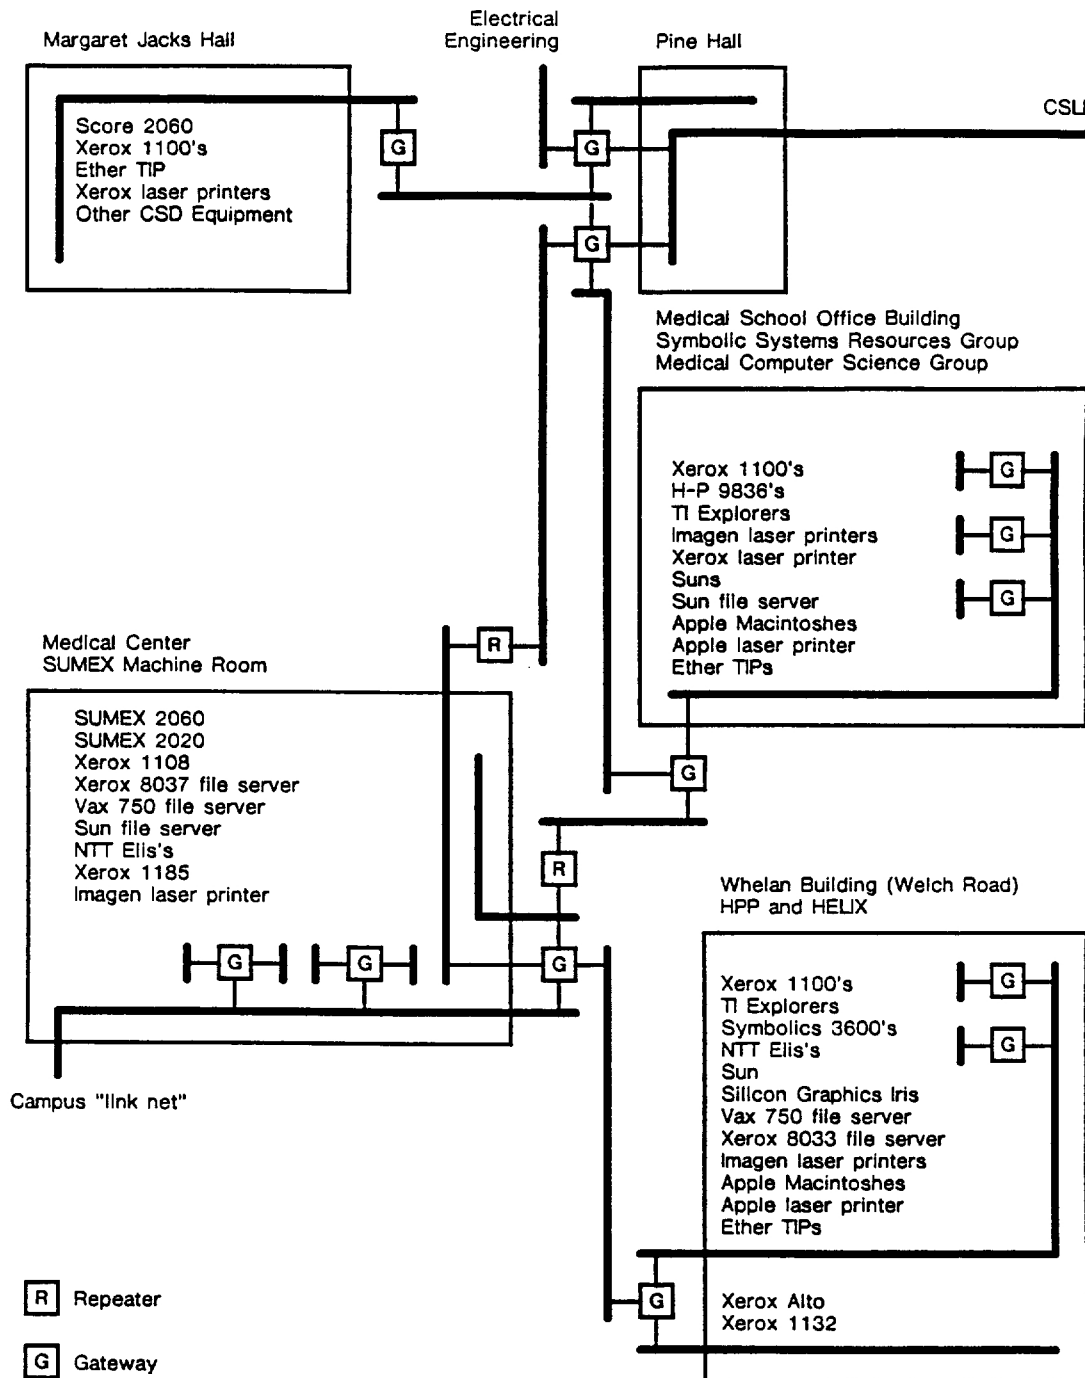 Margaret Jacks Hall
Electrical
Engineering
Pine Hall
Score 2060
Xerox 1100's
Ether TIP
Xerox laser printers
Other CSD Equipment
G
G
G
Medical School Office Building
Symbolic Systems Resources Group
Medical Computer Science Group
Xerox 1100's
H-P 9836's
TI Explorers
Imagen laser printers
Xerox laser printer
Suns
Sun file server
Apple Macintoshes
Apple laser printer
Ether TIPs
G
G
G
R
G
Medical Center
SUMEX Machine Room
SUMEX 2060
SUMEX 2020
Xerox 1108
Xerox 8037 file server
Vax 750 file server
Sun file server
NTT Elis's
Xerox 1185
Imagen laser printer
R
G
G
G
Campus "link net"
Whelan Building (Welch Road)
HPP and HELIX
Xerox 1100's
TI Explorers
Symbolics 3600's
NTT Elis's
Sun
Silicon Graphics Iris
Vax 750 file server
Xerox 8033 file server
Imagen laser printers
Apple Macintoshes
Apple laser printer
Ether TIPs
G
G
G
Xerox Alto
Xerox 1132
R Repeater
G Gateway